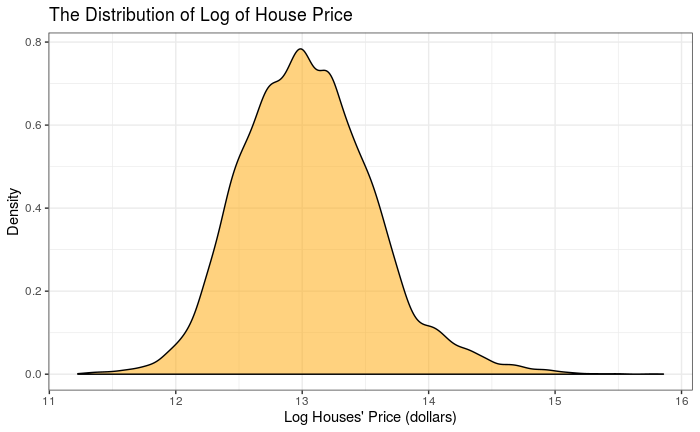 The Distribution of Log of House Price
0.8
0.6
0.4
0.2
0.0
Density
11 12 13 14 15 16
Log Houses' Price (dollars)